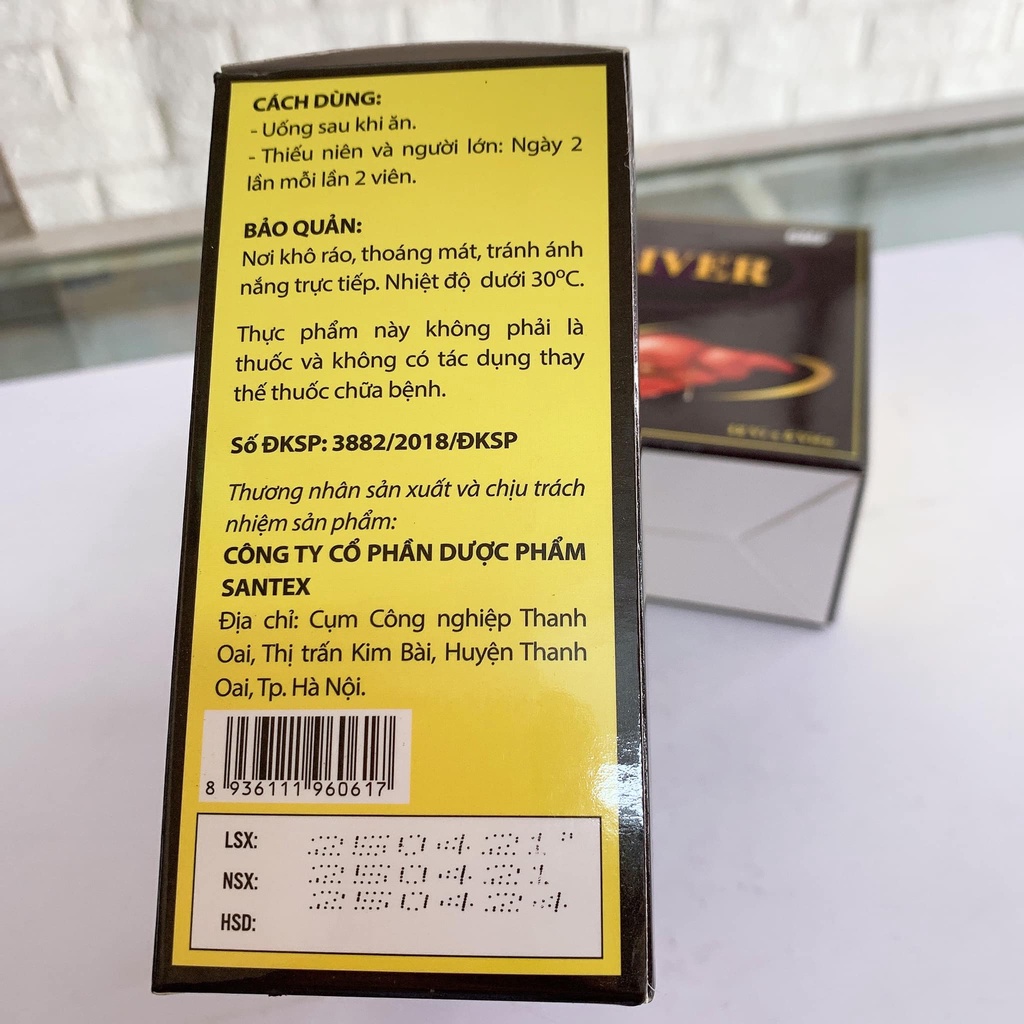 CÁCH DÙNG:
- Uống sau khi ăn.
- Thiếu niên và người lớn: Ngày 2
lần mỗi lần 2 viên.
BẢO QUẢN:
Nơi khô ráo, thoáng mát, tránh ánh
nắng trực tiếp. Nhiệt độ dưới 30ºC.
Thực phẩm này không phải là
thuốc và không có tác dụng thay
thế thuốc chữa bệnh.
Số ĐKSP: 3882/2018/ĐKSP
Thương nhân sản xuất và chịu trách
nhiệm sản phẩm:
CÔNG TY CỔ PHẦN DƯỢC PHẨM
SANTEX
Địa chỉ: Cụm Công nghiệp Thanh
Oai, Thị trấn Kim Bài, Huyện Thanh
Oai, Tp. Hà Nội.
8 936111 960617
LSX: 250421P
NSX: 250421
HSD: 250424
IVER